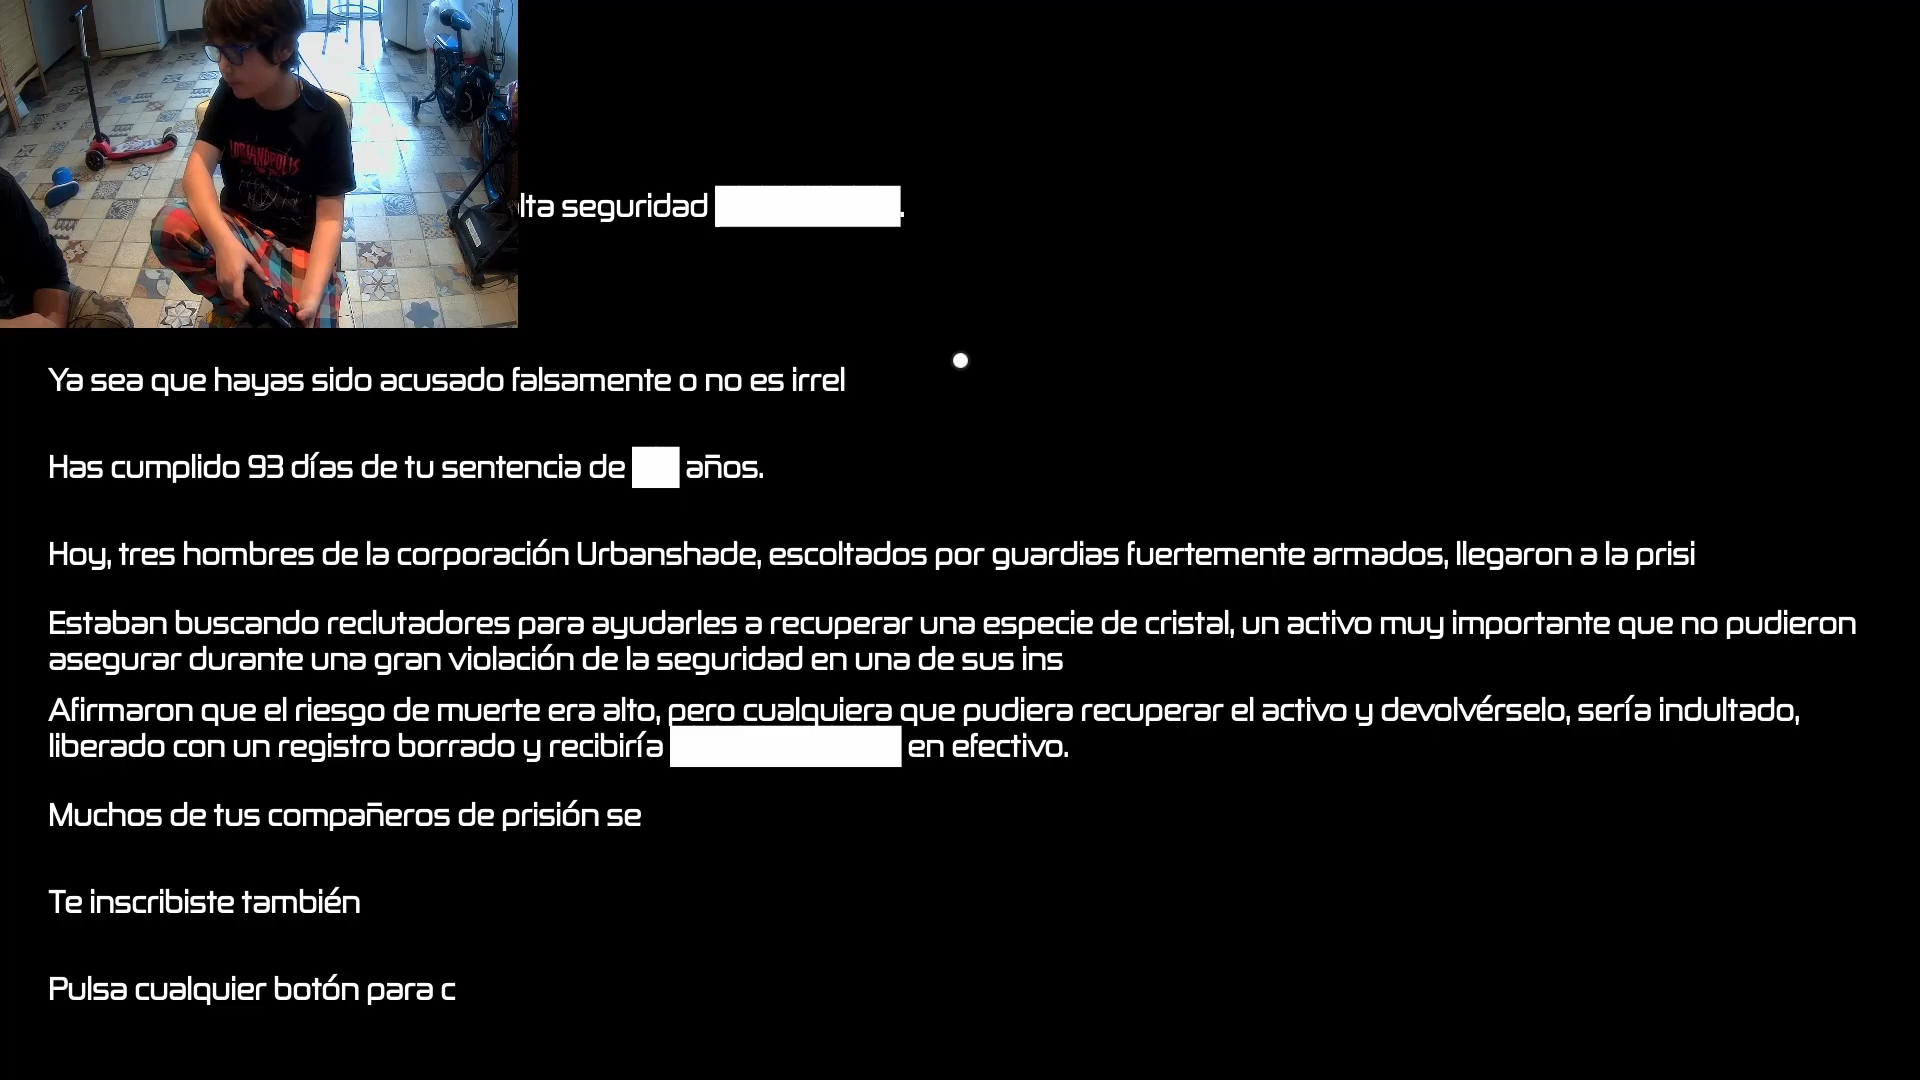 lta seguridad .
Ya sea que hayas sido acusado falsamente o no es irrel
Has cumplido 93 días de tu sentencia de años.
Hoy, tres hombres de la corporación Urbanshade, escoltados por guardias fuertemente armados, llegaron a la prisi
Estaban buscando reclutadores para ayudarles a recuperar una especie de cristal, un activo muy importante que no pudieron
asegurar durante una gran violación de la seguridad en una de sus ins
Afirmaron que el riesgo de muerte era alto, pero cualquiera que pudiera recuperar el activo y devolvérselo, sería indultado,
liberado con un registro borrado y recibiría en efectivo.
Muchos de tus compañeros de prisión se
Te inscribiste también
Pulsa cualquier botón para c